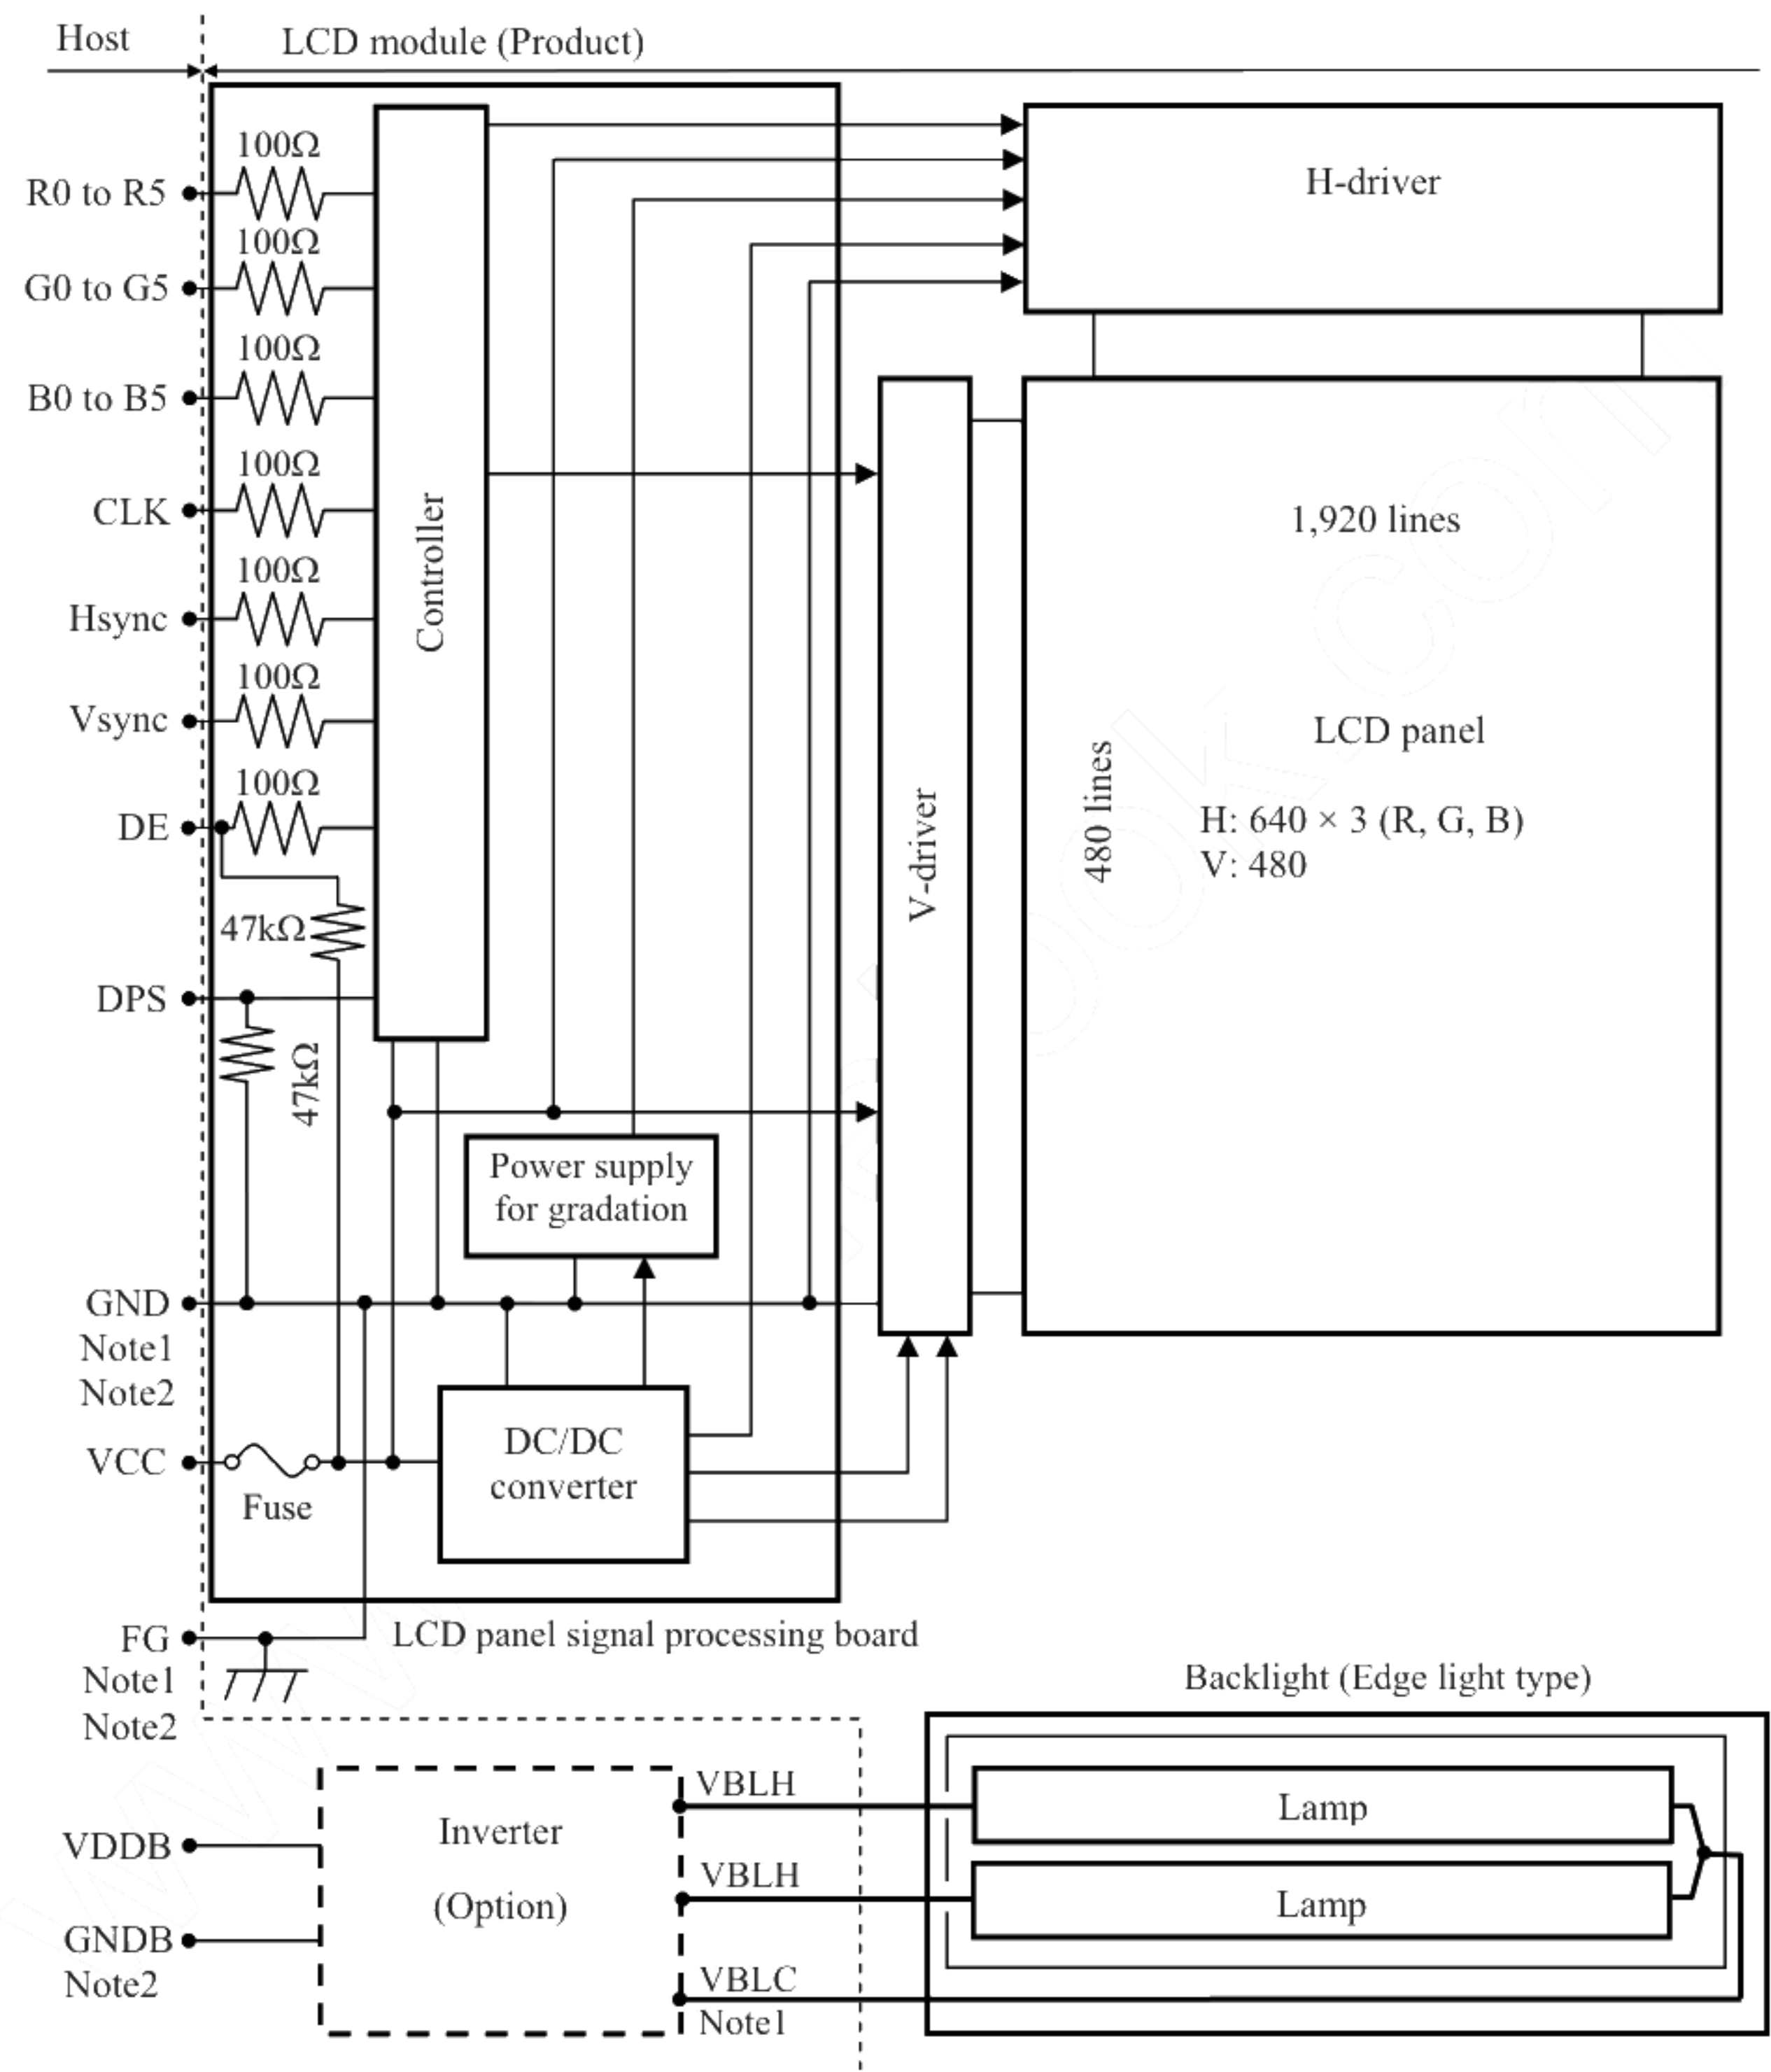 Host
LCD module (Product)
100Ω
R0 to R5
100Ω
G0 to G5
100Ω
B0 to B5
100Ω
CLK
100Ω
Hsync
100Ω
Vsync
100Ω
DE
47kΩ
DPS
47kΩ
Controller
H-driver
V-driver
1,920 lines
480 lines
LCD panel
H: 640 × 3 (R, G, B)
V: 480
Power supply
for gradation
GND
Note1
Note2
VCC
Fuse
DC/DC
converter
FG
Note1
Note2
LCD panel signal processing board
Backlight (Edge light type)
VDDB
GNDB
Note2
Inverter
(Option)
VBLH
VBLH
VBLC
Note1
Lamp
Lamp